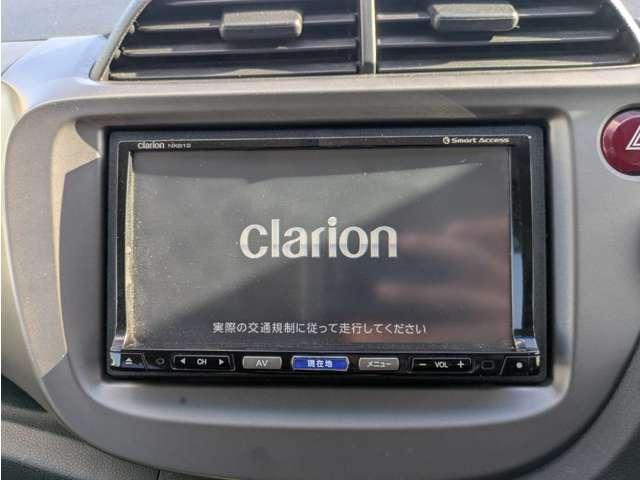 clarion NX612
Smart Access
clarion
実際の交通規制に従って走行してください
CH
AV
現在地
メニュー
− VOL +